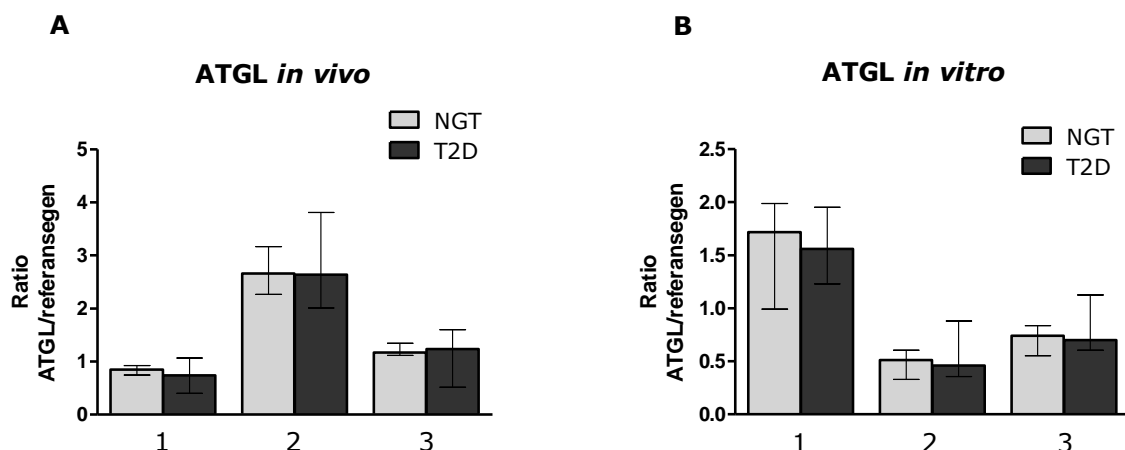 A
ATGL in vivo
NGT
T2D
Ratio
ATGL/referansegen
5
4
3
2
1
0
1 2 3
B
ATGL in vitro
NGT
T2D
Ratio
ATGL/referansegen
2.5
2.0
1.5
1.0
0.5
0.0
1 2 3